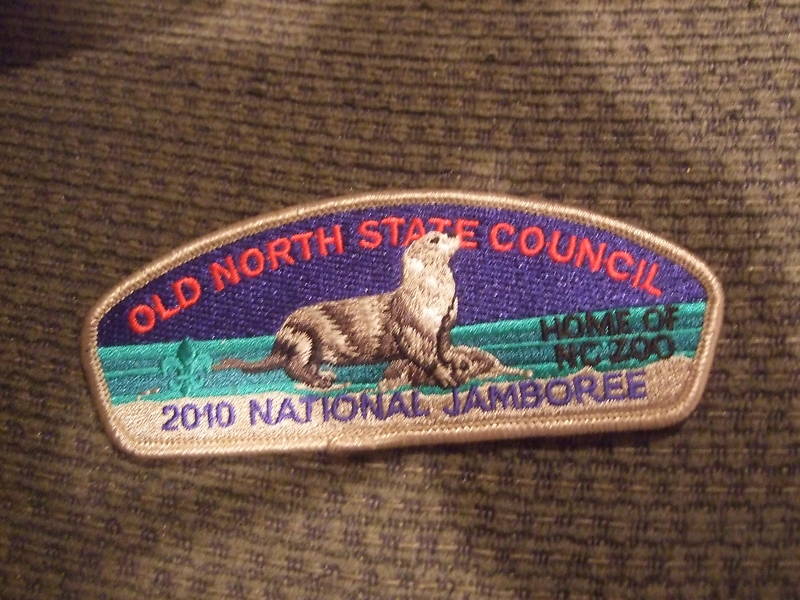 OLD NORTH STATE COUNCIL
HOME OF
NC ZOO
2010 NATIONAL JAMBOREE